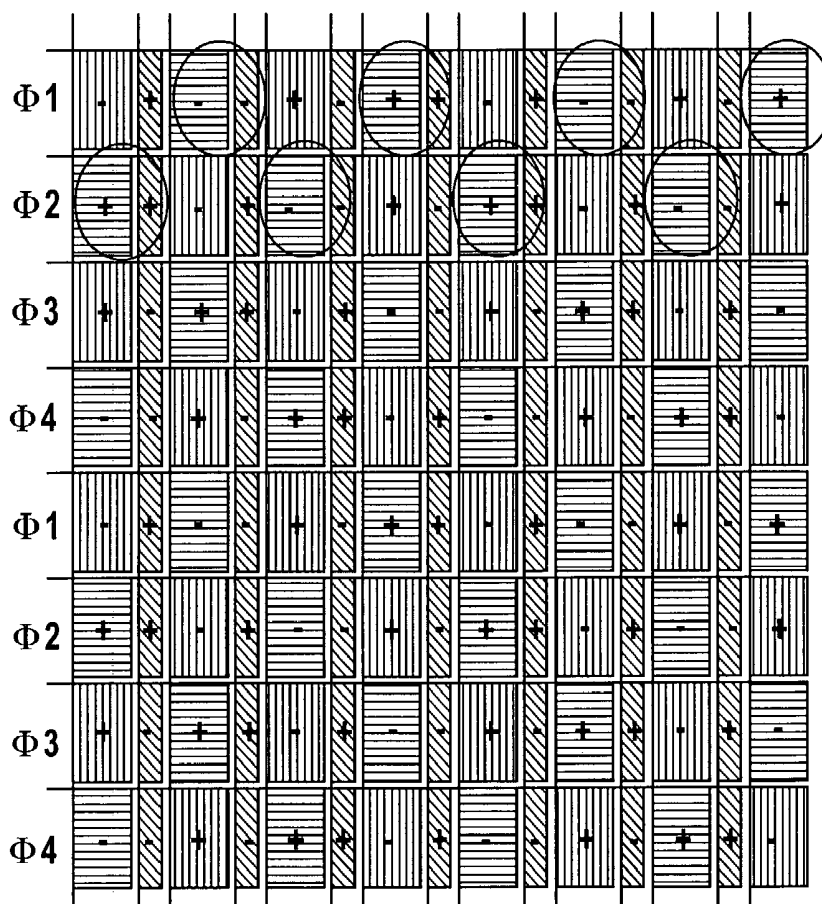 Φ1 - + - - + - + + - + - - + - +
Φ2 + + - + - - + - + + - + - - +
Φ3 + - + + - + - - + - + + - + -
Φ4 - - + - + + - + - - + - + + -
Φ1 - + - - + - + + - + - - + - +
Φ2 + + - + - - + - + + - + - - +
Φ3 + - + + - + - - + - + + - + -
Φ4 - - + - + + - + - - + - + + -